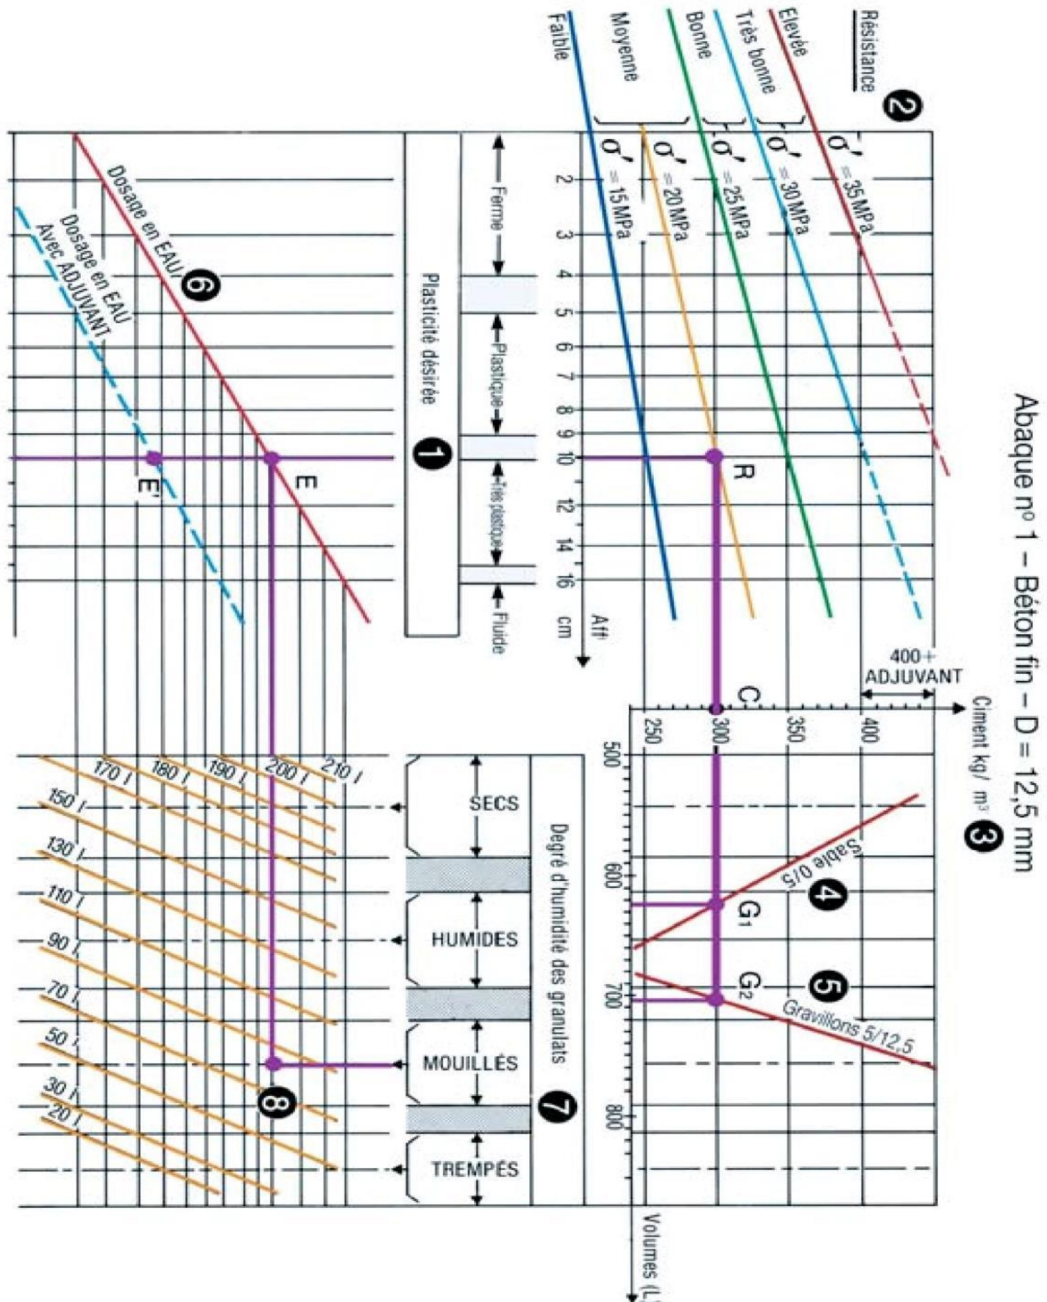 Abaque nº 1 – Béton fin – D = 12,5 mm
Résistance
2
Elevée
Très bonne
Bonne
Moyenne
Faible
σ' = 35 MPa
σ' = 30 MPa
σ' = 25 MPa
σ' = 20 MPa
σ' = 15 MPa
2
3
4
5
6
7
8
9
10
12
14
16
Afft
cm
R
400 +
ADJUVANT
Ciment kg/ m³
3
C
250
300
350
400
500
600
700
800
Volumes (L)
Sable 0/5
4
G1
5
G2
Gravillons 5/12,5
Ferme
Plastique
Très plastique
Fluide
Plasticité désirée
1
Dosage en EAU
6
Dosage en EAU
Avec ADJUVANT
E
E'
Degré d'humidité des granulats
7
SECS
HUMIDES
MOUILLÉS
TREMPÉS
210 l
200 l
190 l
180 l
170 l
150 l
130 l
110 l
90 l
70 l
50 l
30 l
20 l
8